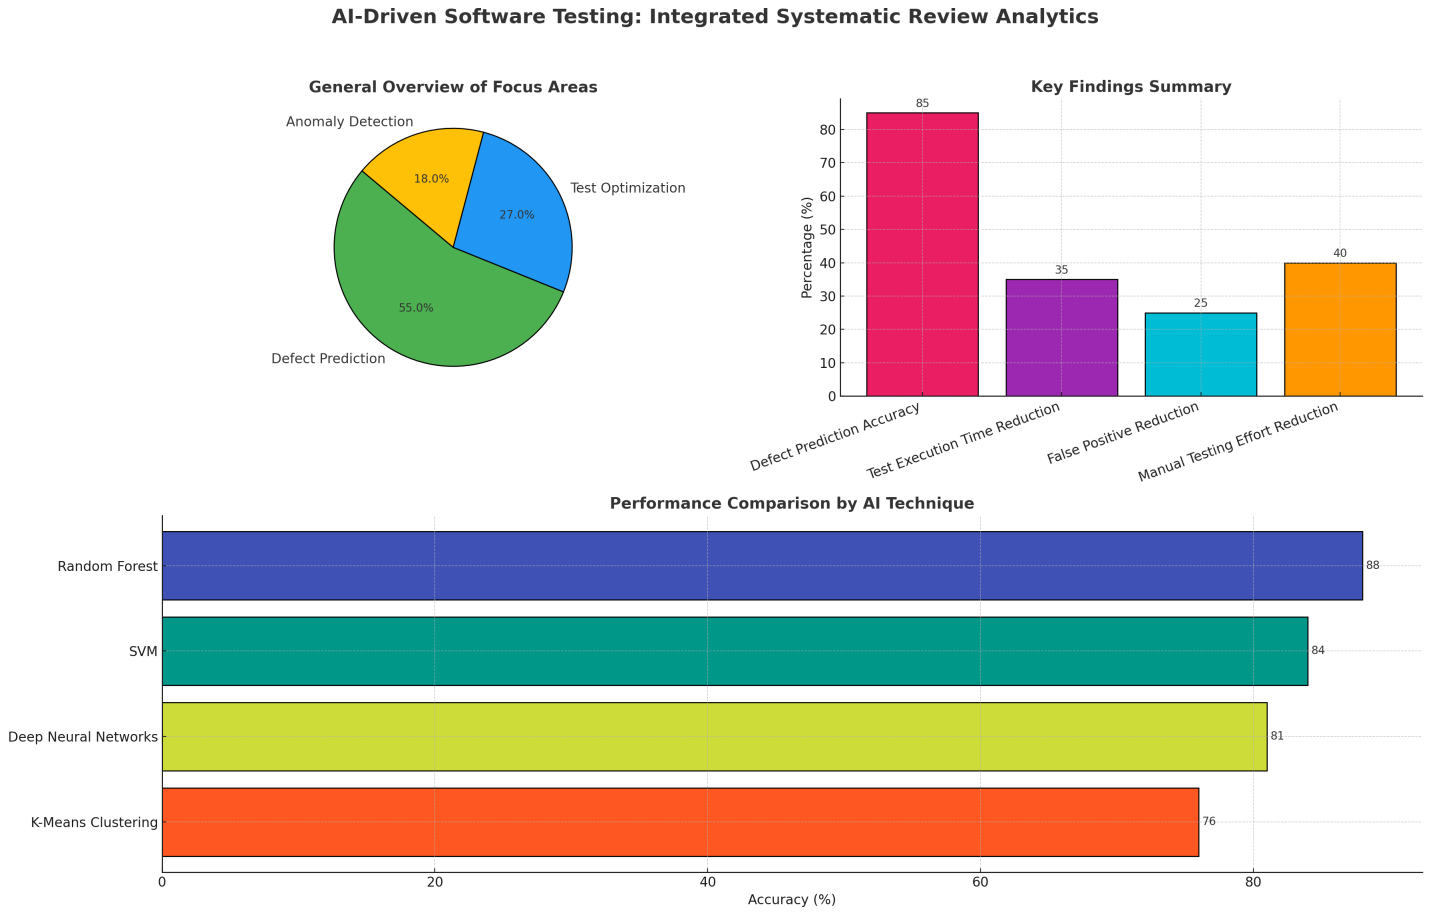 AI-Driven Software Testing: Integrated Systematic Review Analytics
General Overview of Focus Areas
Anomaly Detection
18.0%
Test Optimization
27.0%
55.0%
Defect Prediction
Key Findings Summary
Percentage (%)
80
70
60
50
40
30
20
10
0
85
35
25
40
Defect Prediction Accuracy
Test Execution Time Reduction
False Positive Reduction
Manual Testing Effort Reduction
Performance Comparison by AI Technique
Random Forest
88
SVM
84
Deep Neural Networks
81
K-Means Clustering
76
0
20
40
60
80
Accuracy (%)